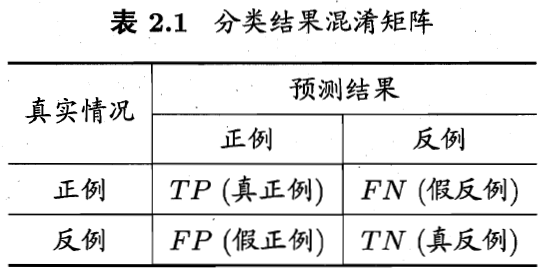 表 2.1 分类结果混淆矩阵
真实情况 预测结果
正例 反例
正例 TP (真正例) FN (假反例)
反例 FP (假正例) TN (真反例)